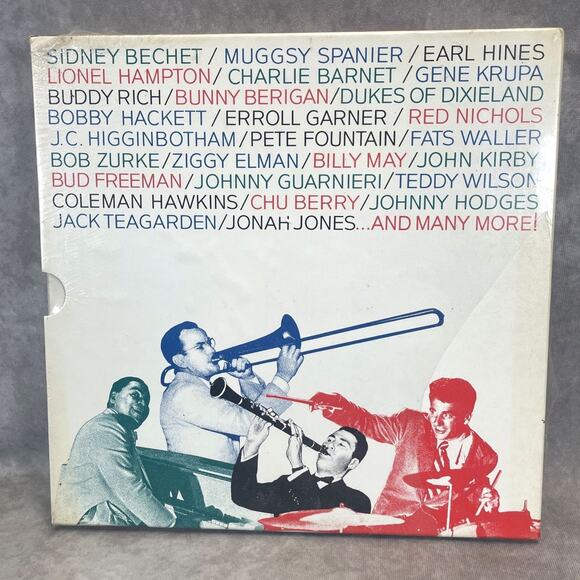 SIDNEY BECHET / MUGGSY SPANIER / EARL HINES
LIONEL HAMPTON / CHARLIE BARNET / GENE KRUPA
BUDDY RICH / BUNNY BERIGAN / DUKES OF DIXIELAND
BOBBY HACKETT / ERROLL GARNER / RED NICHOLS
J.C. HIGGINBOTHAM / PETE FOUNTAIN / FATS WALLER
BOB ZURKE / ZIGGY ELMAN / BILLY MAY / JOHN KIRBY
BUD FREEMAN / JOHNNY GUARNIERI / TEDDY WILSON
COLEMAN HAWKINS / CHU BERRY / JOHNNY HODGES
JACK TEAGARDEN / JONAH JONES...AND MANY MORE!